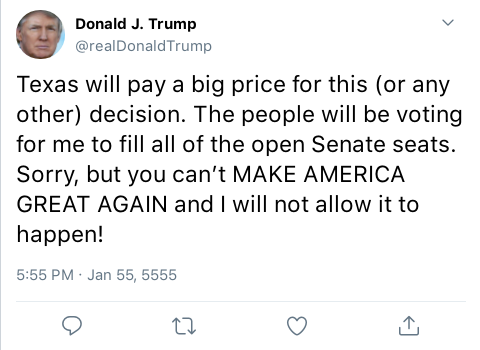 Donald J. Trump
@realDonaldTrump
Texas will pay a big price for this (or any
other) decision. The people will be voting
for me to fill all of the open Senate seats.
Sorry, but you can’t MAKE AMERICA
GREAT AGAIN and I will not allow it to
happen!
5:55 PM · Jan 55, 5555